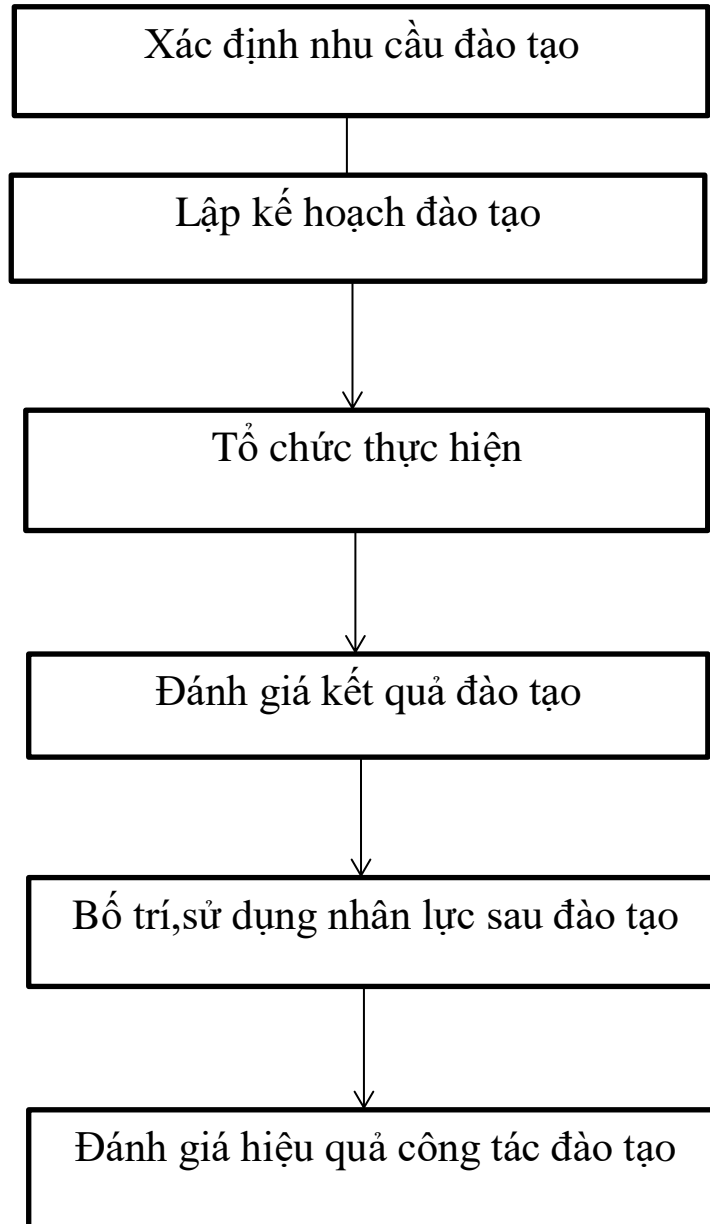 Xác định nhu cầu đào tạo
Lập kế hoạch đào tạo
Tổ chức thực hiện
Đánh giá kết quả đào tạo
Bố trí,sử dụng nhân lực sau đào tạo
Đánh giá hiệu quả công tác đào tạo